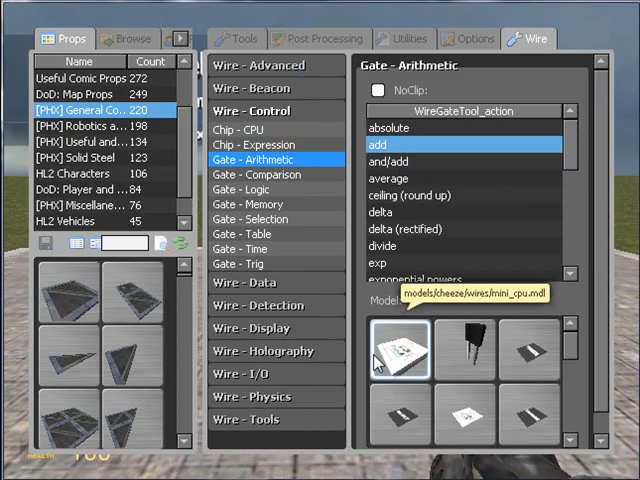 Props
Browse
Tools
Post Processing
Utilities
Options
Wire
Name Count
Useful Comic Props 272
DoD: Map Props 249
[PHX] General Co... 220
[PHX] Robotics a... 198
[PHX] Useful and... 134
[PHX] Solid Steel 123
HL2 Characters 106
DoD: Player and ... 84
[PHX] Miscellane... 76
HL2 Vehicles 45
Wire - Advanced
Wire - Beacon
Wire - Control
Chip - CPU
Chip - Expression
Gate - Arithmetic
Gate - Comparison
Gate - Logic
Gate - Memory
Gate - Selection
Gate - Table
Gate - Time
Gate - Trig
Wire - Data
Wire - Detection
Wire - Display
Wire - Holography
Wire - I/O
Wire - Physics
Wire - Tools
Gate - Arithmetic
NoClip:
WireGateTool_action
absolute
add
and/add
average
ceiling (round up)
delta
delta (rectified)
divide
exp
exponential powers
Model:
models/cheeze/wires/mini_cpu.mdl
HEALTH 100